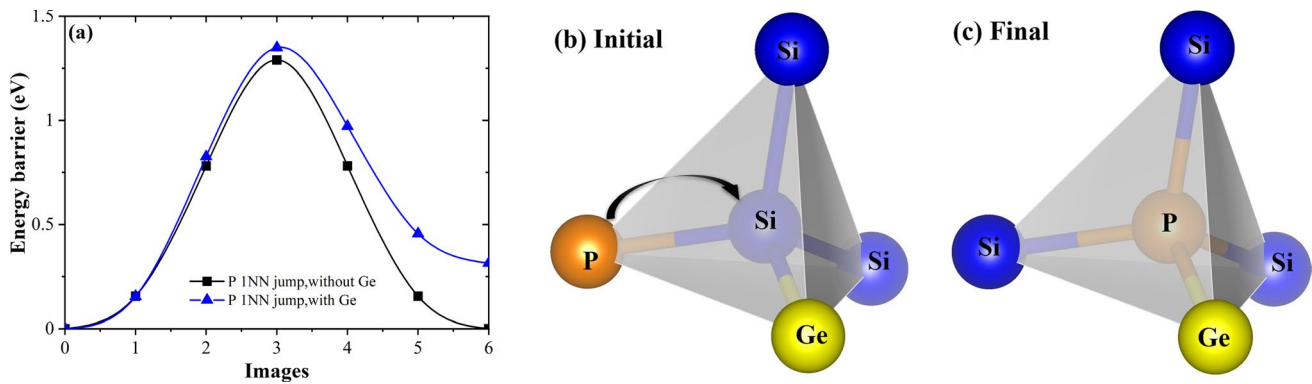 (a)
Energy barrier (eV)
1.5
1
0.5
0
P 1NN jump,without Ge
P 1NN jump,with Ge
0 1 2 3 4 5 6
Images
(b) Initial
Si
P
Si
Si
Ge
(c) Final
Si
Si
P
Si
Ge